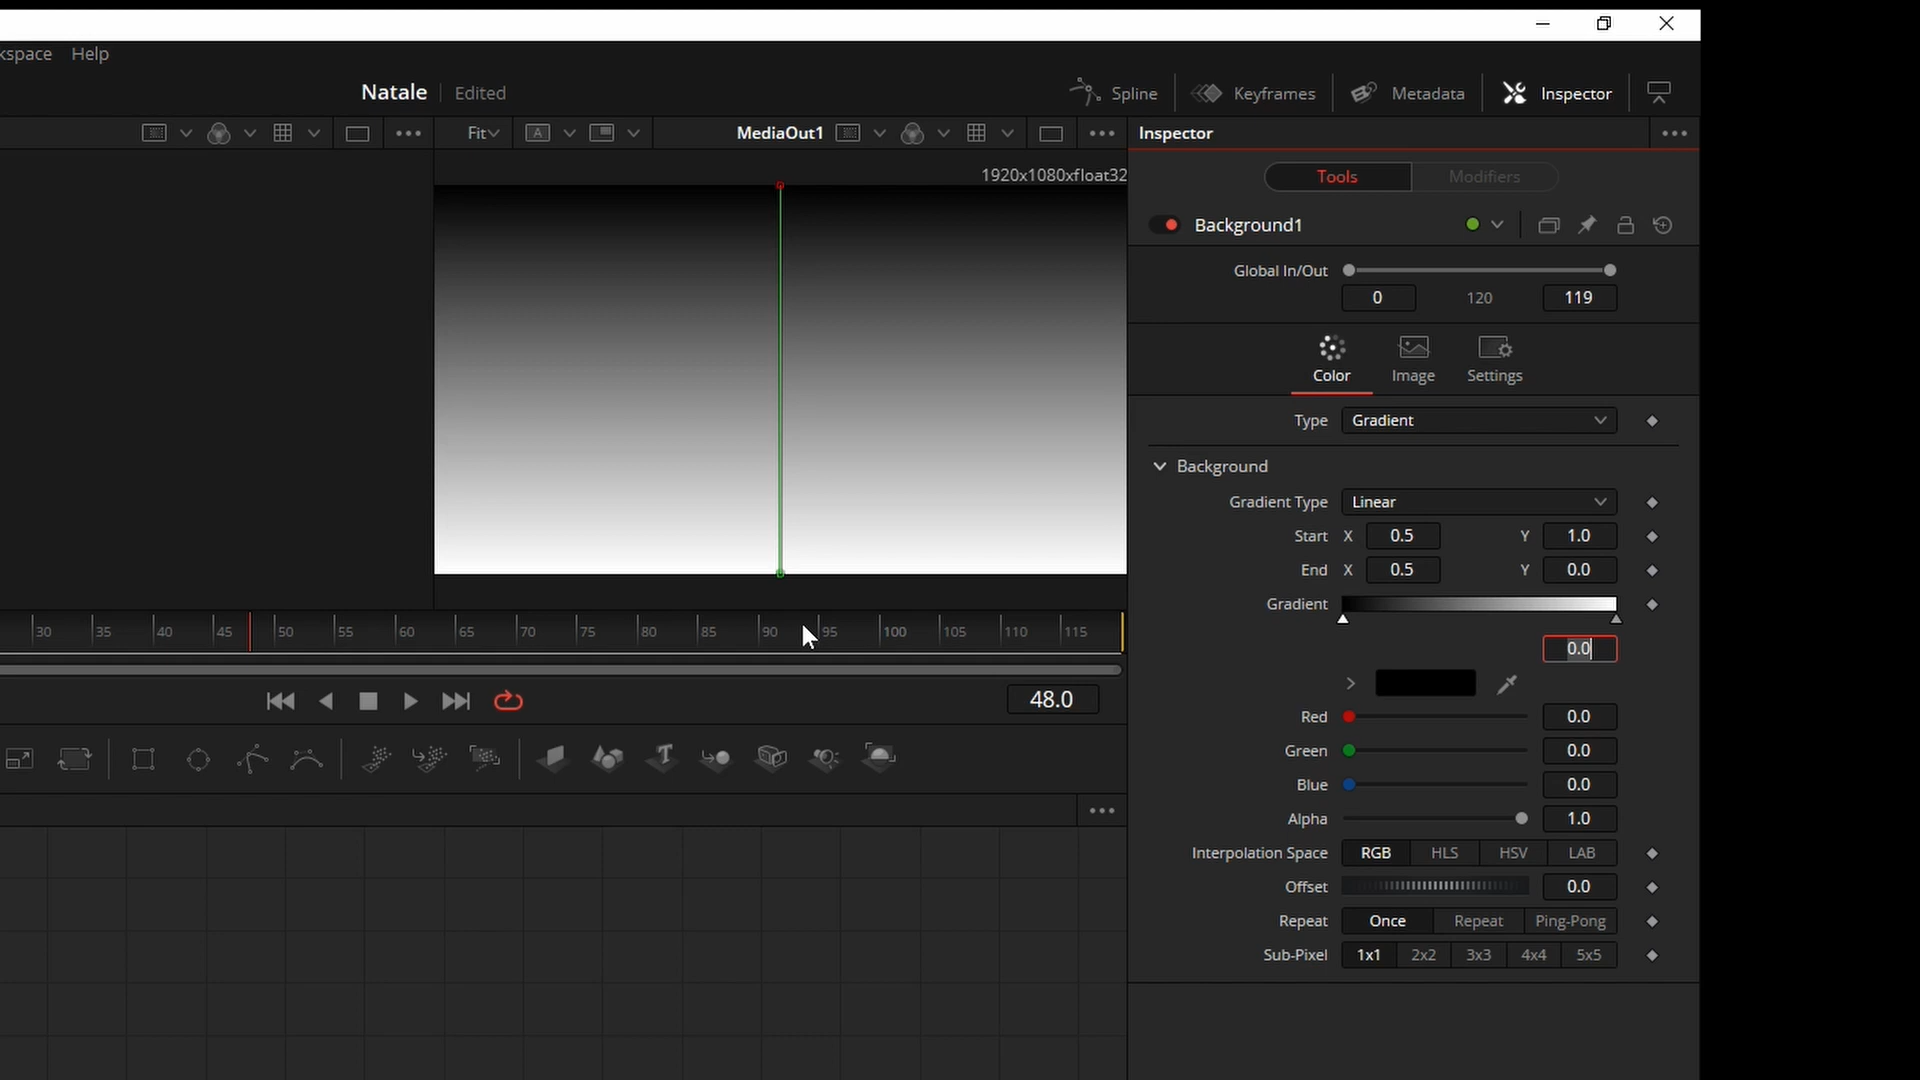 kspace Help
Natale Edited Spline Keyframes Metadata Inspector
Fit A MediaOut1 Inspector
1920x1080xfloat32
Tools Modifiers
Background1
Global In/Out
0 120 119
Color Image Settings
Type Gradient
Background
Gradient Type Linear
Start X 0.5 Y 1.0
End X 0.5 Y 0.0
Gradient
30 35 40 45 50 55 60 65 70 75 80 85 90 95 100 105 110 115
0.0
48.0
Red 0.0
Green 0.0
Blue 0.0
Alpha 1.0
Interpolation Space RGB HLS HSV LAB
Offset 0.0
Repeat Once Repeat Ping-Pong
Sub-Pixel 1x1 2x2 3x3 4x4 5x5